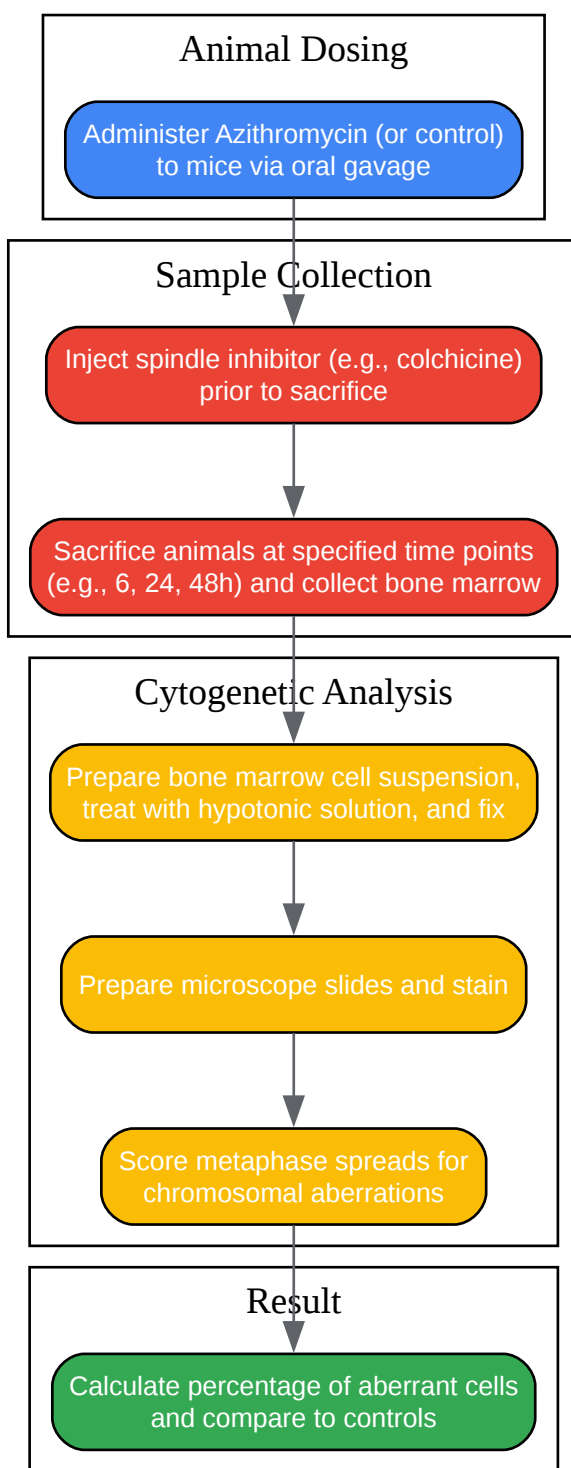 Animal Dosing
Administer Azithromycin (or control)
to mice via oral gavage
Sample Collection
Inject spindle inhibitor (e.g., colchicine)
prior to sacrifice
Sacrifice animals at specified time points
(e.g., 6, 24, 48h) and collect bone marrow
Cytogenetic Analysis
Prepare bone marrow cell suspension,
treat with hypotonic solution, and fix
Prepare microscope slides and stain
Score metaphase spreads for
chromosomal aberrations
Result
Calculate percentage of aberrant cells
and compare to controls